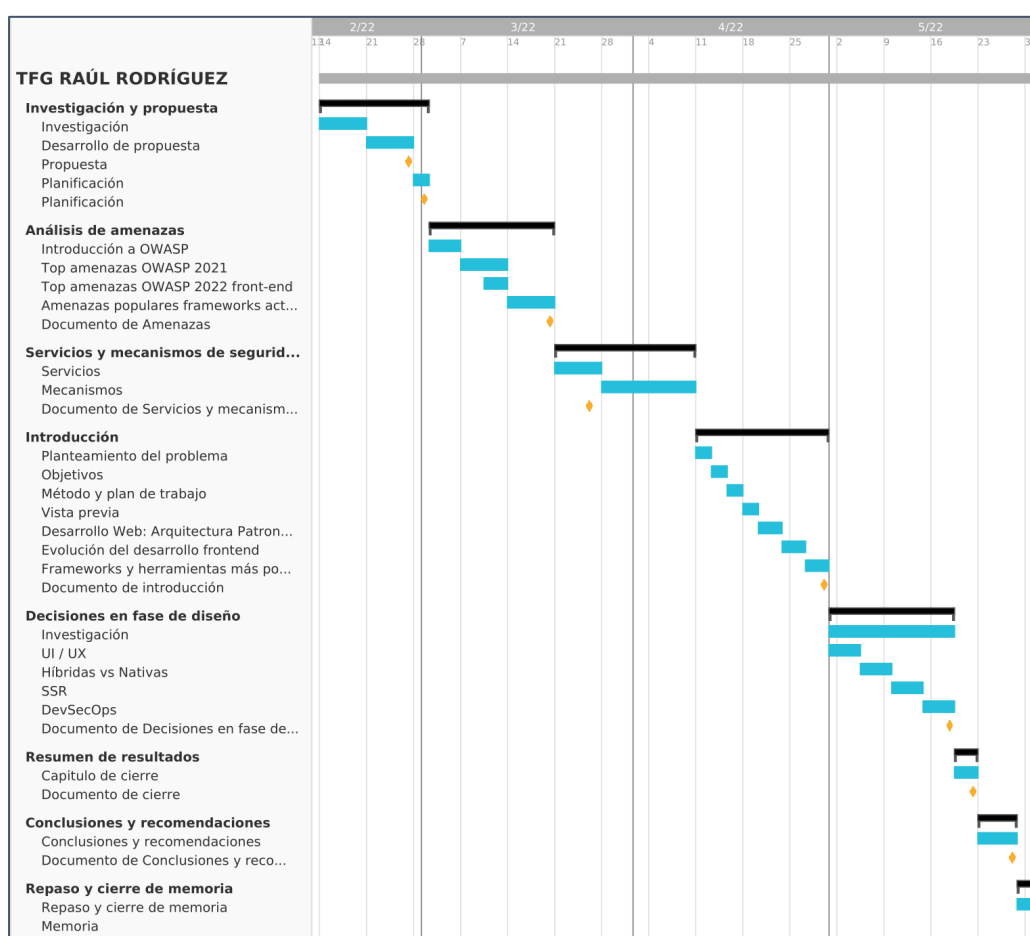 2/22 3/22 4/22 5/22
13 14 21 28 7 14 21 28 4 11 18 25 2 9 16 23
TFG RAÚL RODRÍGUEZ
Investigación y propuesta
Investigación
Desarrollo de propuesta
Propuesta
Planificación
Planificación
Análisis de amenazas
Introducción a OWASP
Top amenazas OWASP 2021
Top amenazas OWASP 2022 front-end
Amenazas populares frameworks act...
Documento de Amenazas
Servicios y mecanismos de segurid...
Servicios
Mecanismos
Documento de Servicios y mecanism...
Introducción
Planteamiento del problema
Objetivos
Método y plan de trabajo
Vista previa
Desarrollo Web: Arquitectura Patron...
Evolución del desarrollo frontend
Frameworks y herramientas más po...
Documento de introducción
Decisiones en fase de diseño
Investigación
UI / UX
Híbridas vs Nativas
SSR
DevSecOps
Documento de Decisiones en fase de...
Resumen de resultados
Capitulo de cierre
Documento de cierre
Conclusiones y recomendaciones
Conclusiones y recomendaciones
Documento de Conclusiones y reco...
Repaso y cierre de memoria
Repaso y cierre de memoria
Memoria